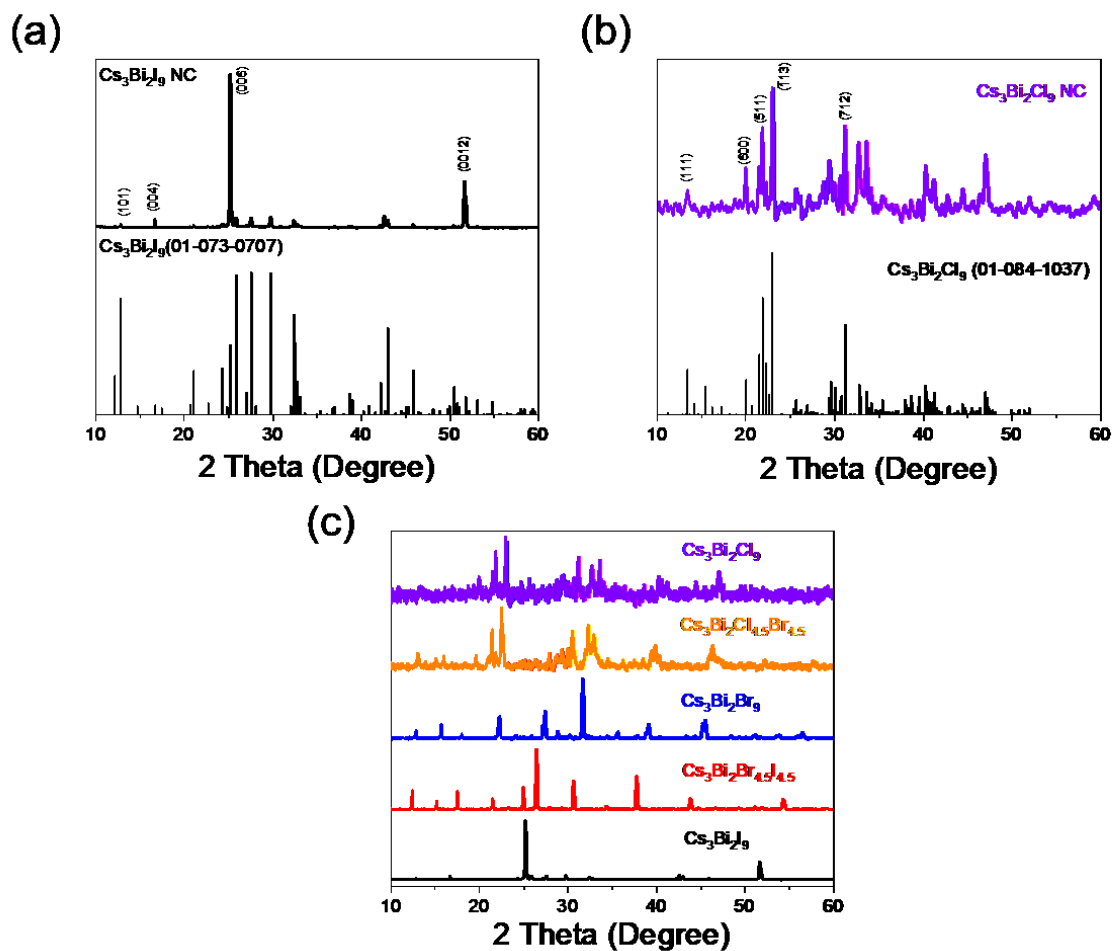 (a)
Cs₃Bi₂I₉ NC
(101)
(004)
(006)
(0012)
Cs₃Bi₂I₉(01-073-0707)
10 20 30 40 50 60
2 Theta (Degree)
(b)
Cs₃Bi₂Cl₉ NC
(111)
(600)
(511)
(113)
(712)
Cs₃Bi₂Cl₉ (01-084-1037)
10 20 30 40 50 60
2 Theta (Degree)
(c)
Cs₃Bi₂Cl₉
Cs₃Bi₂Cl₄.₅Br₄.₅
Cs₃Bi₂Br₉
Cs₃Bi₂Br₄.₅I₄.₅
Cs₃Bi₂I₉
10 20 30 40 50 60
2 Theta (Degree)